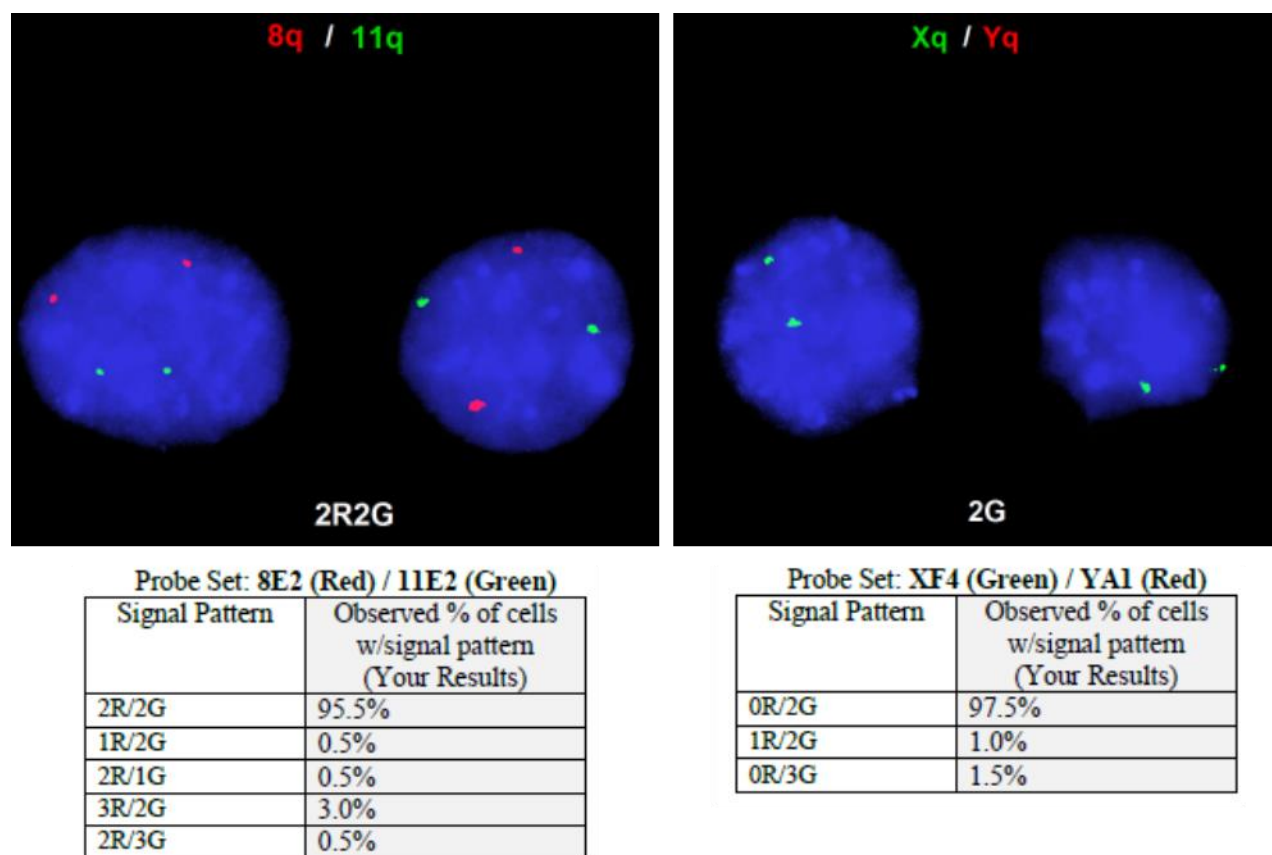 8q / 11q
2R2G
Xq / Yq
2G
Probe Set: 8E2 (Red) / 11E2 (Green)
Signal Pattern Observed % of cells
w/signal pattern
(Your Results)
2R/2G 95.5%
1R/2G 0.5%
2R/1G 0.5%
3R/2G 3.0%
2R/3G 0.5%
Probe Set: XF4 (Green) / YA1 (Red)
Signal Pattern Observed % of cells
w/signal pattern
(Your Results)
0R/2G 97.5%
1R/2G 1.0%
0R/3G 1.5%